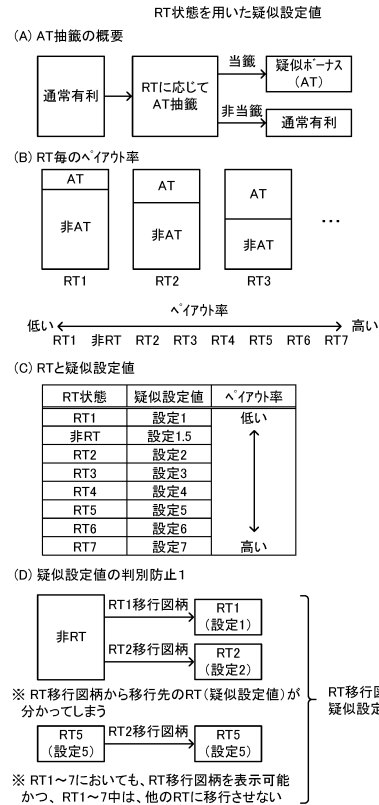 RT状態を用いた疑似設定値
(A) AT抽籤の概要
通常有利
RTに応じて
AT抽籤
当籤
疑似ボーナス
(AT)
非当籤
通常有利
(B) RT毎のペイアウト率
AT
非AT
RT1
AT
非AT
RT2
AT
非AT
RT3
…
ペイアウト率
低い
高い
RT1 非RT RT2 RT3 RT4 RT5 RT6 RT7
(C) RTと疑似設定値
RT状態 疑似設定値 ペイアウト率
RT1 設定1 低い
非RT 設定1.5
RT2 設定2
RT3 設定3
RT4 設定4
RT5 設定5
RT6 設定6
RT7 設定7 高い
(D) 疑似設定値の判別防止1
非RT
RT1移行図柄
RT1
(設定1)
RT2移行図柄
RT2
(設定2)
※ RT移行図柄から移行先のRT(疑似設定値)が
分かってしまう
RT5
(設定5)
RT2移行図柄
RT5
(設定5)
※ RT1~7においても、RT移行図柄を表示可能
かつ、RT1~7中は、他のRTに移行させない
RT移行
疑似設定